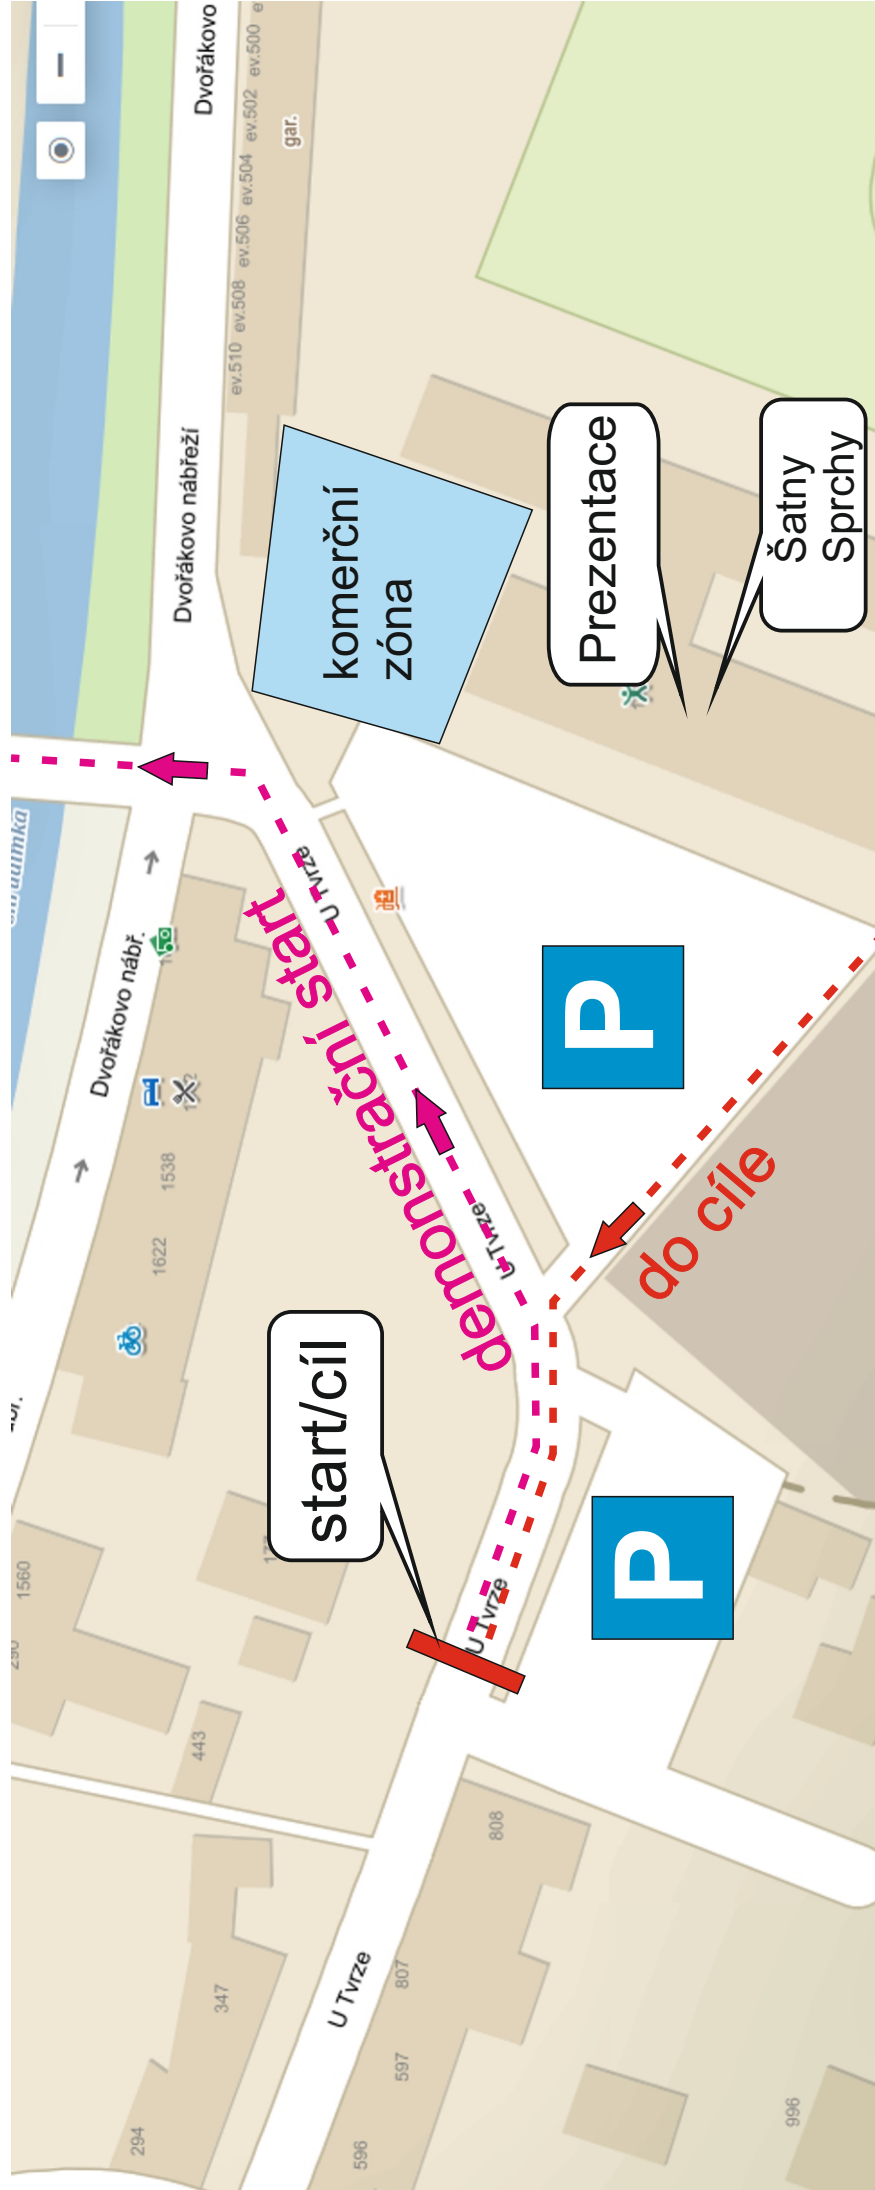 Dvořákovo
ev.500
ev.502
ev.504
ev.506
ev.508
ev.510
gar.
Dvořákovo nábřeží
komerční
zóna
Prezentace
Šatny
Sprchy
Dvořákovo nábř.
U Tvrze
demonstrační start
P
1538
1622
U Tvrze
do cíle
start/cíl
P
U Tvrze
1560
443
808
U Tvrze
347
807
597
294
596
996